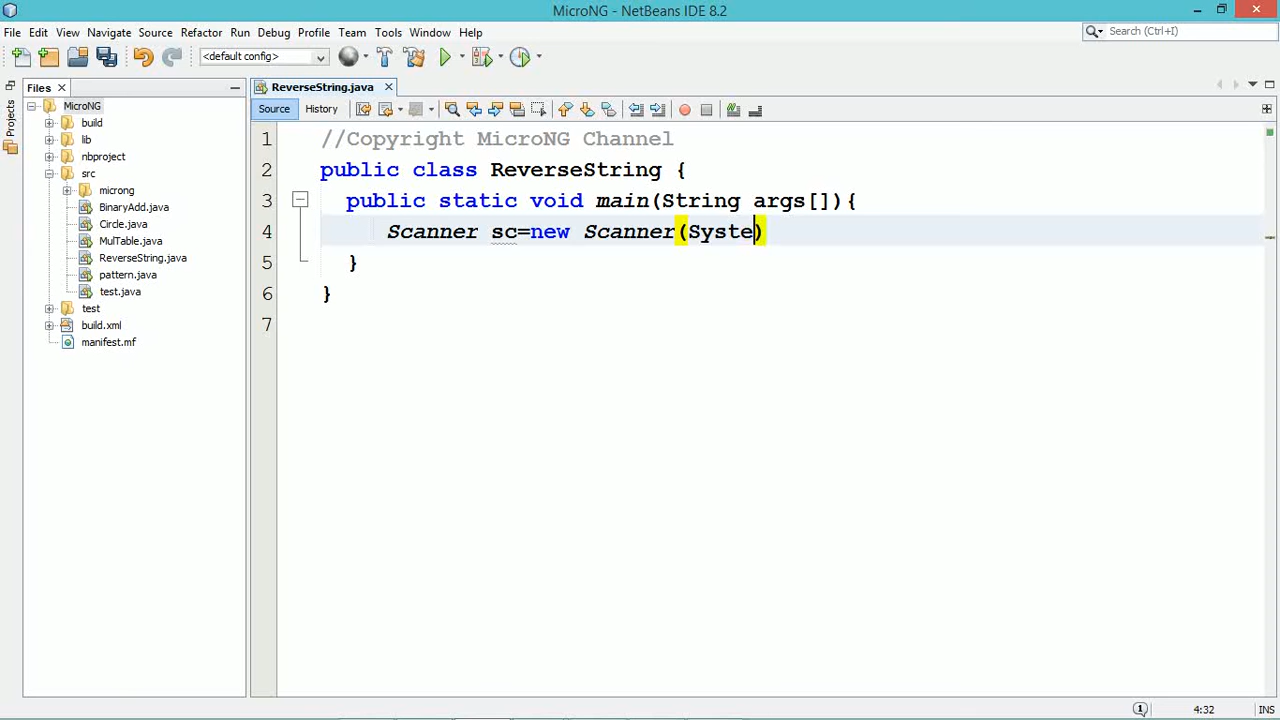 MicroNG - NetBeans IDE 8.2
File Edit View Navigate Source Refactor Run Debug Profile Team Tools Window Help
Search (Ctrl+I)
<default config>
Files
ReverseString.java
Projects
Source History
MicroNG
build
lib
nbproject
src
microng
BinaryAdd.java
Circle.java
MulTable.java
ReverseString.java
pattern.java
test.java
test
build.xml
manifest.mf
1 //Copyright MicroNG Channel
2 public class ReverseString {
3 public static void main(String args[]){
4 Scanner sc=new Scanner(Syste)
5 }
6 }
7
1
4:32
INS